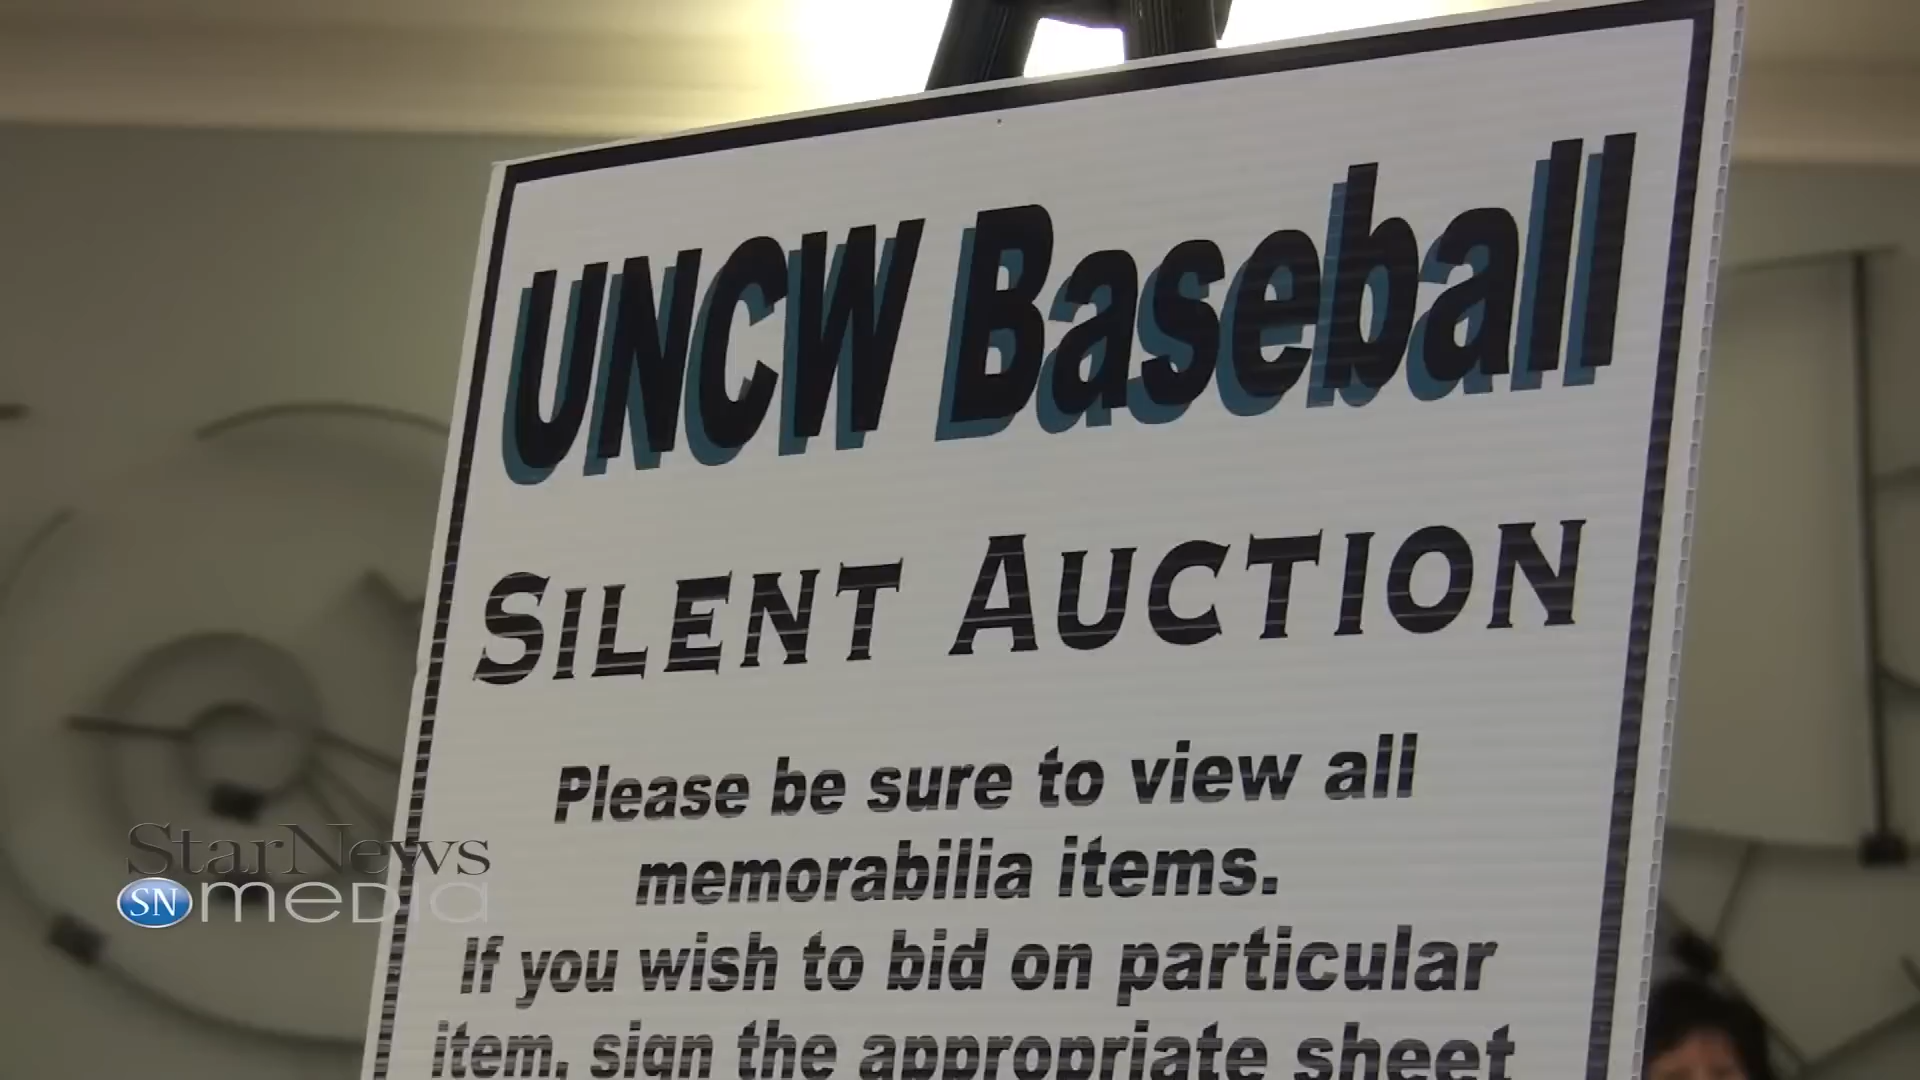 UNCW Baseball
SILENT AUCTION
Please be sure to view all
memorabilia items.
If you wish to bid on particular
item, sign the appropriate sheet
StarNews
SN media